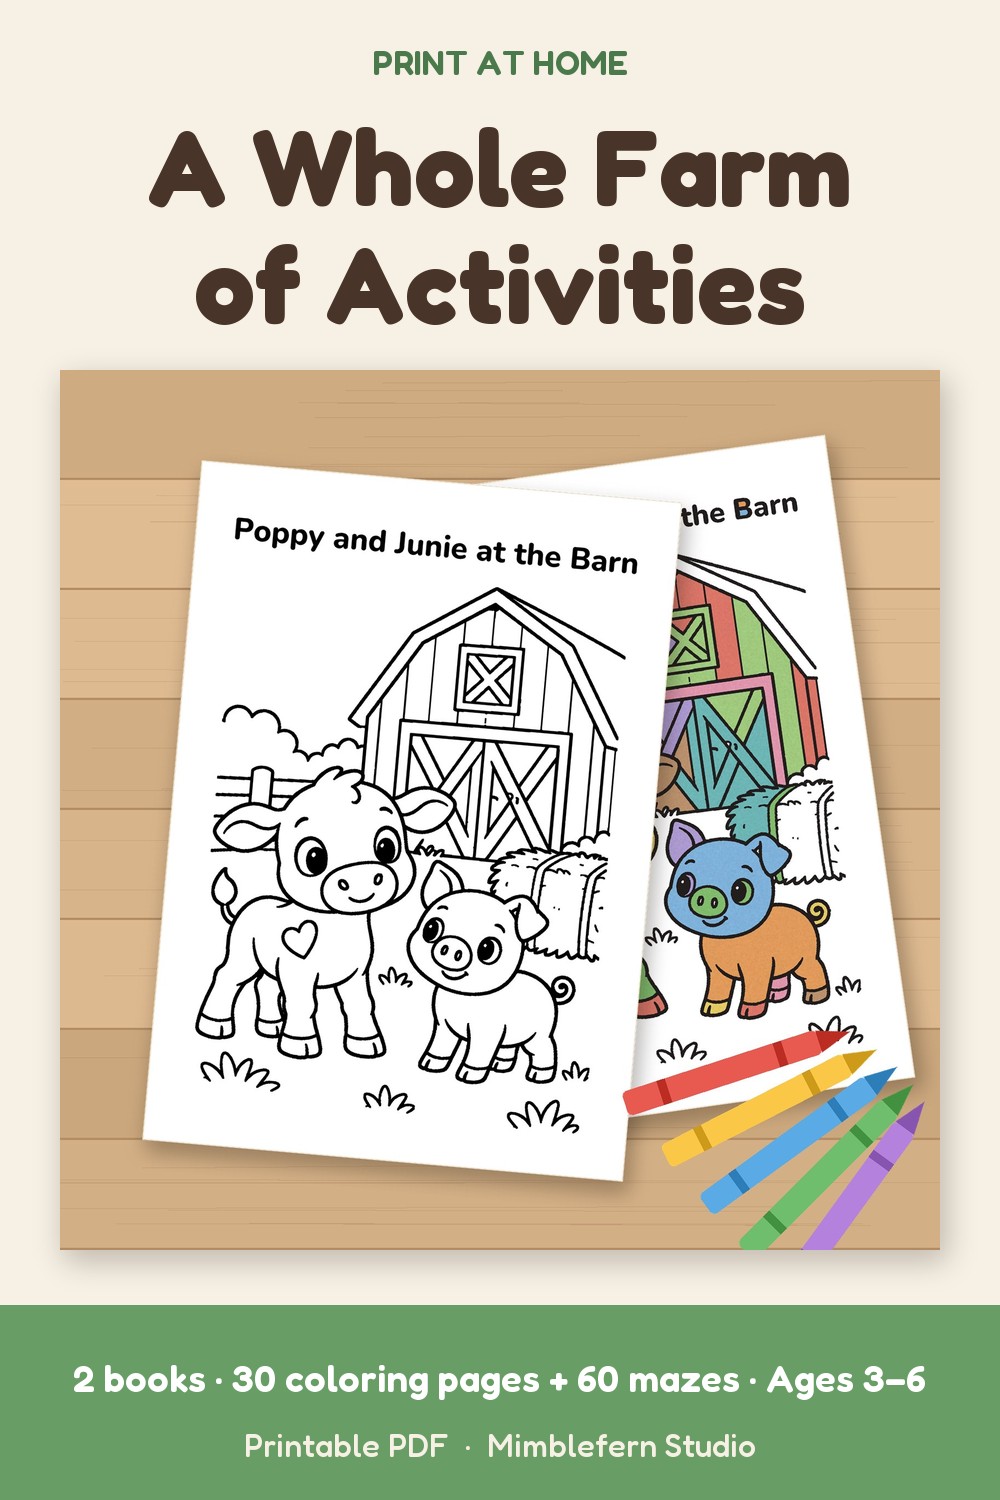 PRINT AT HOME
A Whole Farm
of Activities
Poppy and Junie at the Barn
the Barn
2 books · 30 coloring pages + 60 mazes · Ages 3–6
Printable PDF · Mimblefern Studio